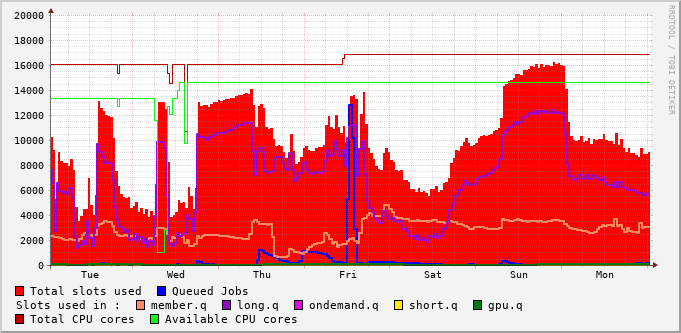 RRDTOOL / TOBI OETIKER
20000
18000
16000
14000
12000
10000
8000
6000
4000
2000
0
Tue Wed Thu Fri Sat Sun Mon
Total slots used Queued Jobs
Slots used in : member.q long.q ondemand.q short.q gpu.q
Total CPU cores Available CPU cores